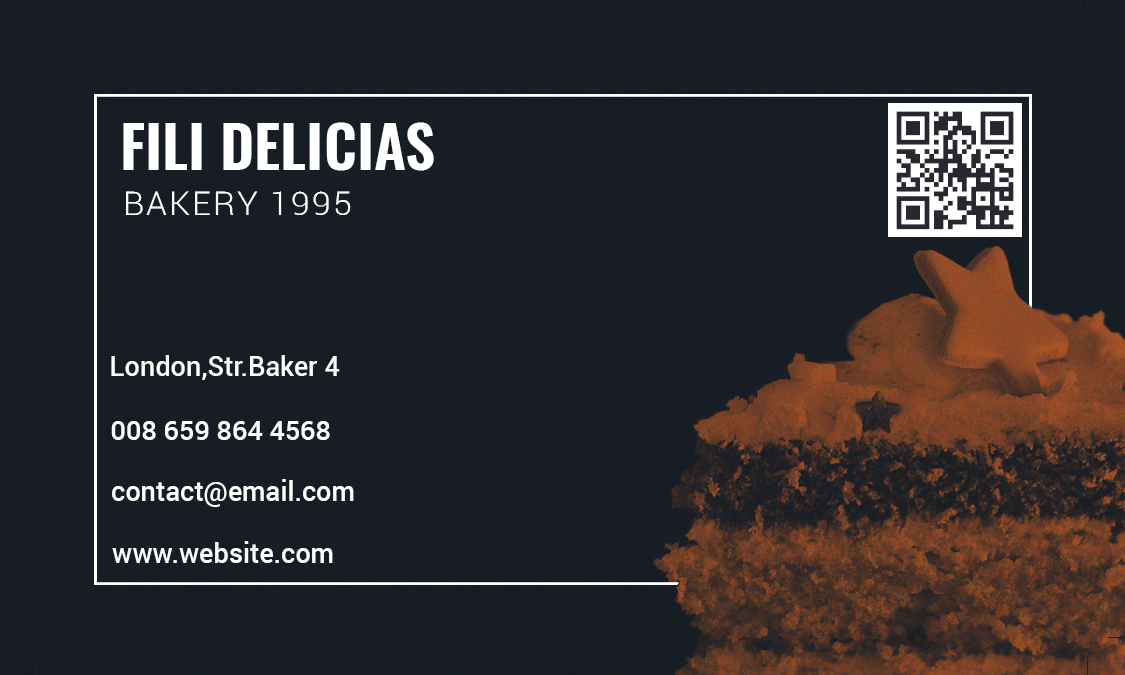 FILI DELICIAS
BAKERY 1995
London,Str.Baker 4
008 659 864 4568
contact@email.com
www.website.com